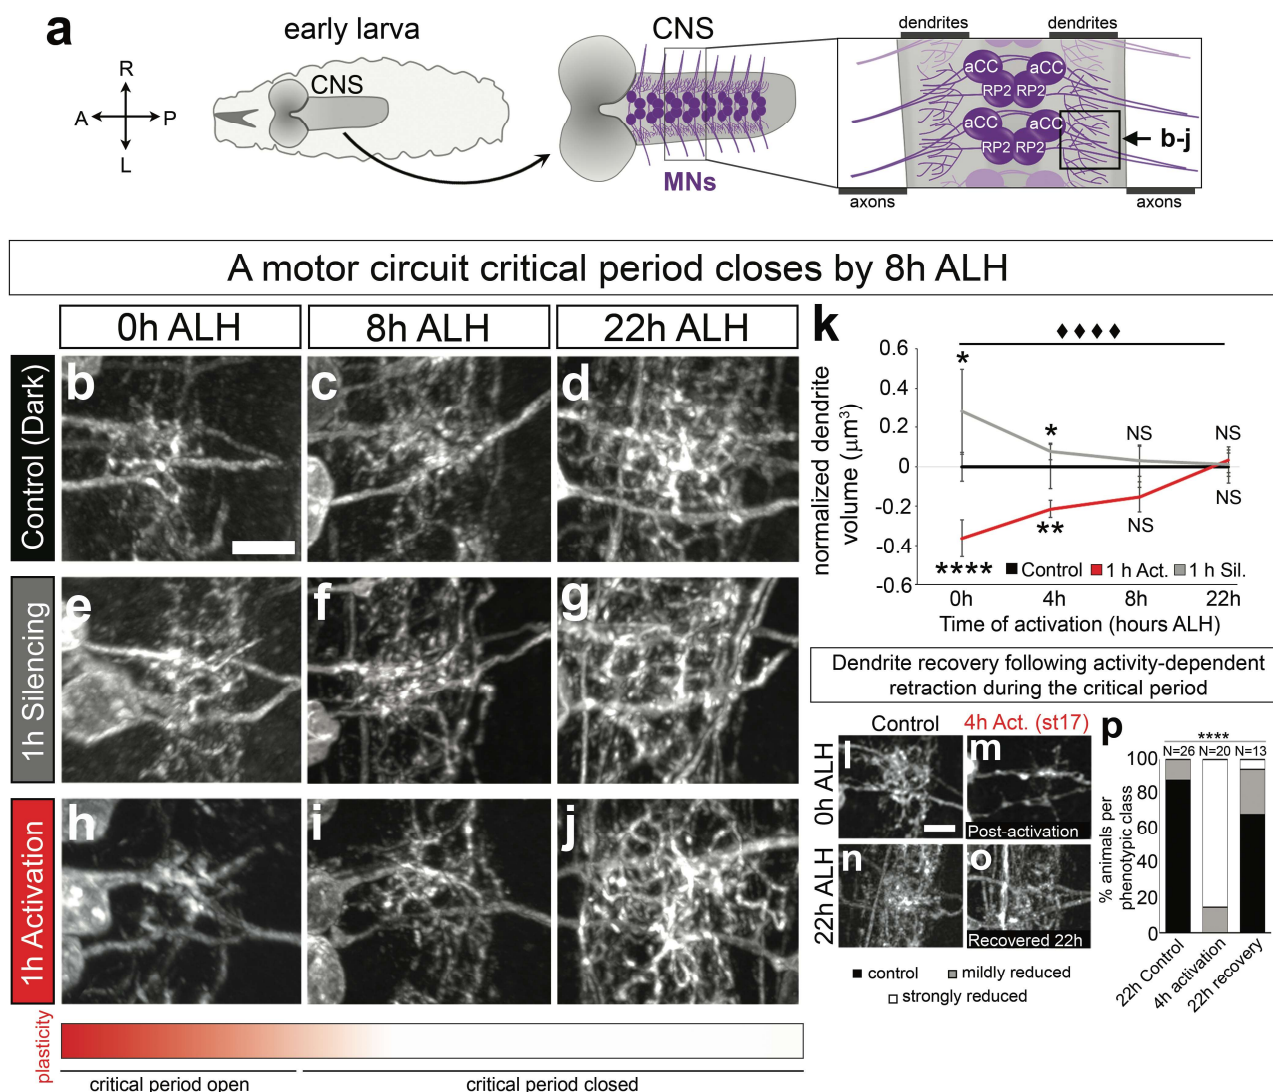 a
early larva
CNS
dendrites
dendrites
R
A
P
L
CNS
MNs
aCC
aCC
RP2
RP2
aCC
aCC
RP2
RP2
b-j
axons
axons
A motor circuit critical period closes by 8h ALH
0h ALH
8h ALH
22h ALH
Control (Dark)
b
c
d
1h Silencing
e
f
g
1h Activation
h
i
j
plasticity
critical period open
critical period closed
k
♦♦♦♦
normalized dendrite
volume (μm³)
0.6
0.4
0.2
0
-0.2
-0.4
-0.6
*
*
NS
NS
****
**
NS
NS
Control
1 h Act.
1 h Sil.
0h
4h
8h
22h
Time of activation (hours ALH)
Dendrite recovery following activity-dependent
retraction during the critical period
Control
4h Act. (st17)
0h ALH
l
m
Post-activation
22h ALH
n
o
Recovered 22h
control
mildly reduced
strongly reduced
p
****
N=26
N=20
N=13
% animals per
phenotypic class
100
80
60
40
20
0
22h Control
4h activation
22h recovery